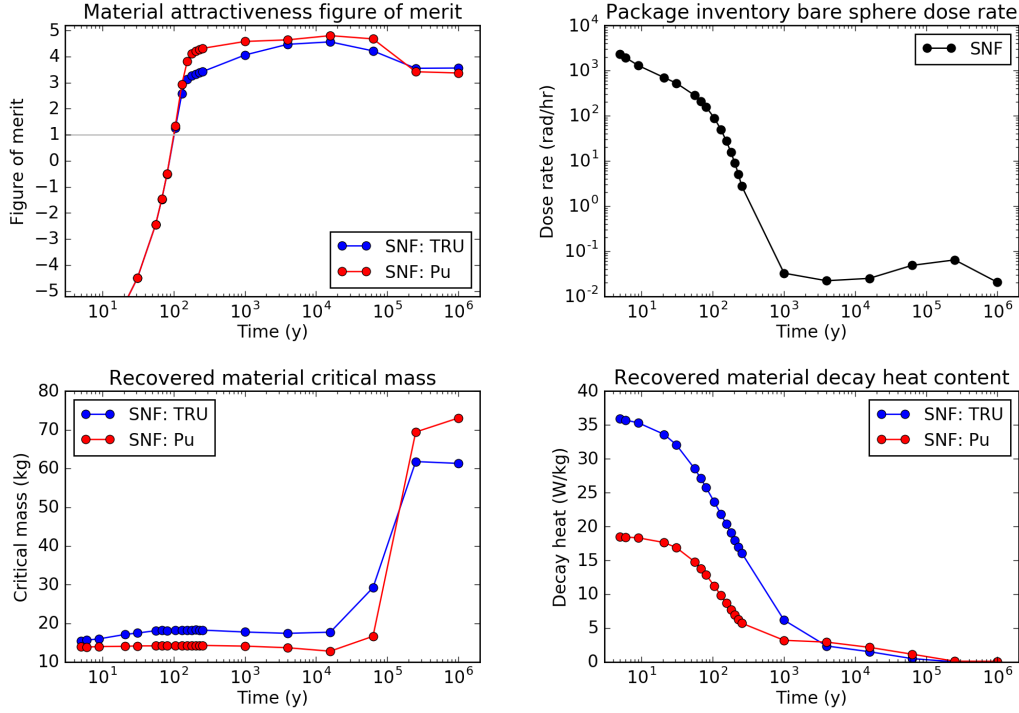 Material attractiveness figure of merit
5
4
3
2
1
0
−1
−2
−3
−4
−5
Figure of merit
SNF: TRU
SNF: Pu
10¹ 10² 10³ 10⁴ 10⁵ 10⁶
Time (y)
Package inventory bare sphere dose rate
10⁴
10³
10²
10¹
10⁰
10⁻¹
10⁻²
Dose rate (rad/hr)
SNF
10¹ 10² 10³ 10⁴ 10⁵ 10⁶
Time (y)
Recovered material critical mass
80
70
60
50
40
30
20
10
Critical mass (kg)
SNF: TRU
SNF: Pu
10¹ 10² 10³ 10⁴ 10⁵ 10⁶
Time (y)
Recovered material decay heat content
40
35
30
25
20
15
10
5
0
Decay heat (W/kg)
SNF: TRU
SNF: Pu
10¹ 10² 10³ 10⁴ 10⁵ 10⁶
Time (y)